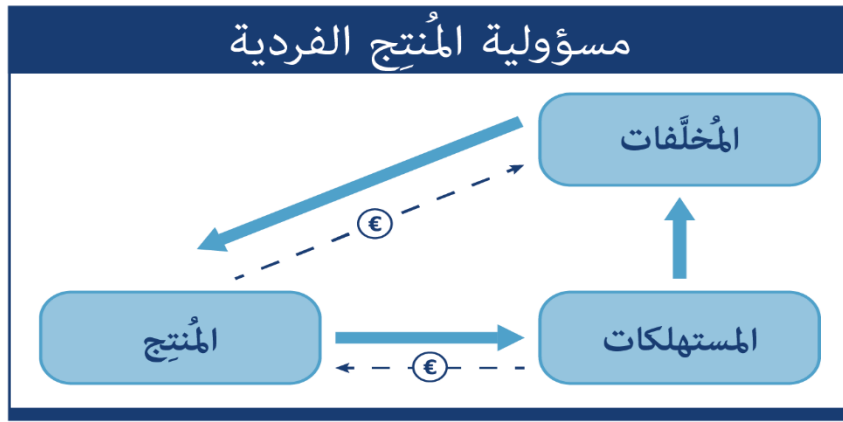 مسؤولية المُنتِج الفردية
المُخلَّفات
€
المستهلكات
المُنتِج
€